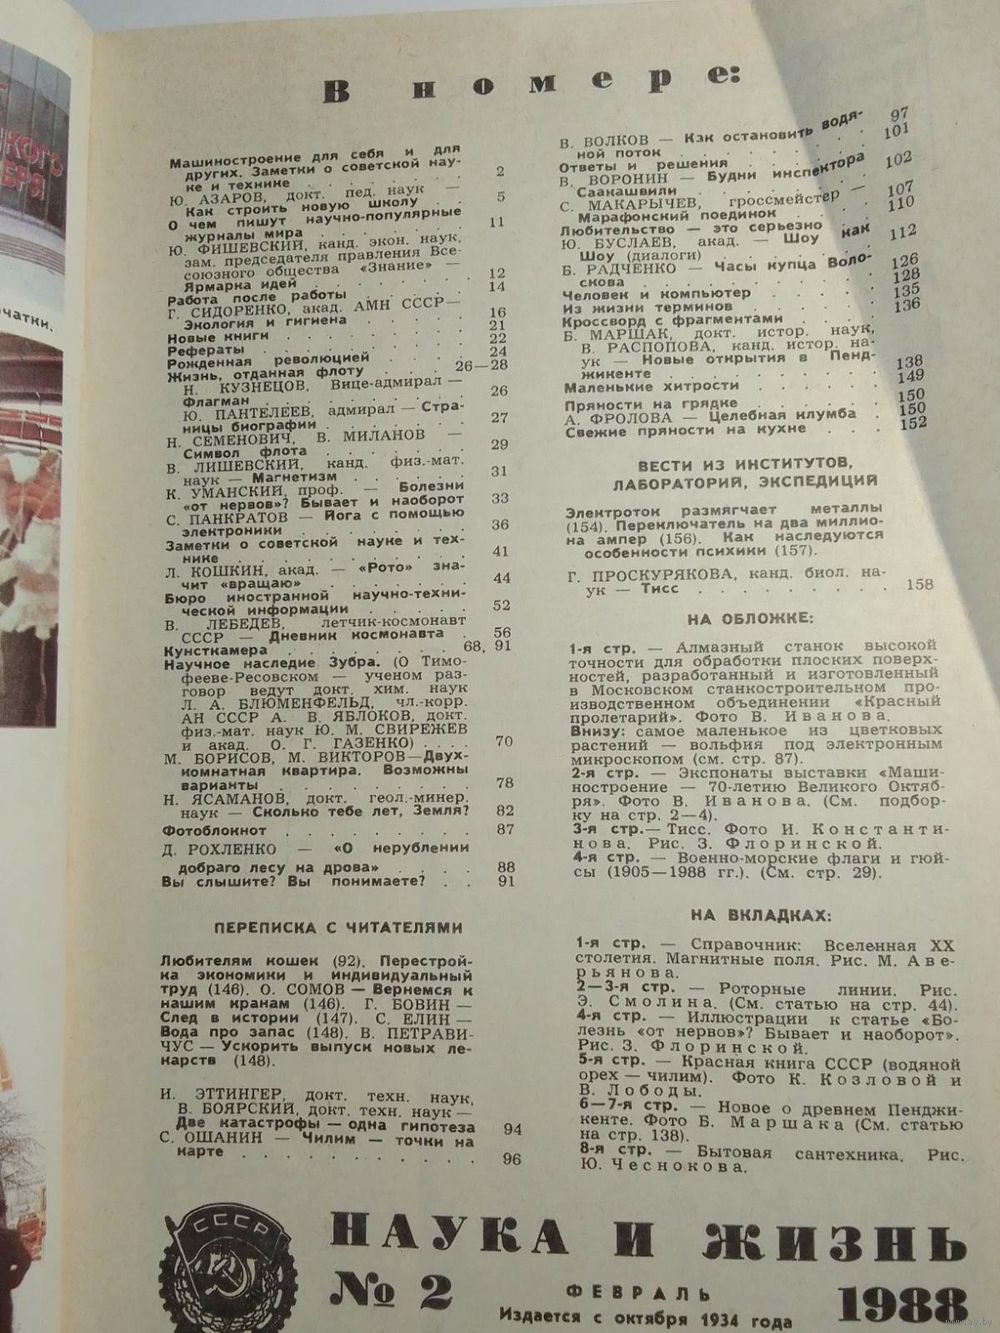 КОГО
БРЯ
чатки.
В номере:
Машиностроение для себя и для
других. Заметки о советской нау-
ке и технике . . . . . . . 2
Ю. АЗАРОВ, докт. пед. наук —
Как строить новую школу . . 5
О чем пишут научно-популярные
журналы мира . . . . . . 11
Ю. ФИШЕВСКИЙ, канд. экон. наук,
зам. председателя правления Все-
союзного общества «Знание» —
Ярмарка идей . . . . . . 12
Работа после работы . . . . 14
Г. СИДОРЕНКО, акад. АМН СССР —
Экология и гигиена . . . . . 16
Новые книги . . . . . . . 21
Рефераты . . . . . . . . 22
Рожденная революцией . . . . 24
Жизнь, отданная флоту . . . 26—28
Н. КУЗНЕЦОВ, Вице-адмирал —
Флагман . . . . . . . . 26
Ю. ПАНТЕЛЕЕВ, адмирал — Стра-
ницы биографии . . . . . . 27
Н. СЕМЕНОВИЧ, В. МИЛАНОВ —
Символ флота . . . . . . . 29
В. ЛИШЕВСКИЙ, канд. физ.-мат.
наук — Магнетизм . . . . . 31
К. УМАНСКИЙ, проф. — Болезни
«от нервов»? Бывает и наоборот 33
С. ПАНКРАТОВ — Йога с помощью
электроники . . . . . . . 36
Заметки о советской науке и тех-
нике . . . . . . . . . 41
Л. КОШКИН, акад. — «Рото» зна-
чит «вращаю» . . . . . . . 44
Бюро иностранной научно-техни-
ческой информации . . . . . 52
В. ЛЕБЕДЕВ, летчик-космонавт
СССР — Дневник космонавта . 56
Кунсткамера . . . . . . . 68, 91
Научное наследие Зубра. (О Тимо-
фееве-Ресовском — ученом раз-
говор ведут докт. хим. наук
Л. А. БЛЮМЕНФЕЛЬД, чл.-корр.
АН СССР А. В. ЯБЛОКОВ, докт.
физ.-мат. наук Ю. М. СВИРЕЖЕВ
и акад. О. Г. ГАЗЕНКО) . . . . 70
М. БОРИСОВ, М. ВИКТОРОВ — Двух-
комнатная квартира. Возможны
варианты . . . . . . . . 78
Н. ЯСАМАНОВ, докт. геол.-минер.
наук — Сколько тебе лет, Земля? 82
Фотоблокнот . . . . . . . . 87
Д. РОХЛЕНКО — «О нерублении
добраго лесу на дрова» . . . . 88
Вы слышите? Вы понимаете? . . 91
ПЕРЕПИСКА С ЧИТАТЕЛЯМИ
Любителям кошек (92). Перестрой-
ка экономики и индивидуальный
труд (146). О. СОМОВ — Вернемся к
нашим кранам (146). Г. БОВИН —
След в истории (147). С. ЕЛИН —
Вода про запас (148). В. ПЕТРАВИ-
ЧУС — Ускорить выпуск новых ле-
карств (148).
И. ЭТТИНГЕР, докт. техн. наук,
В. БОЯРСКИЙ, докт. техн. наук —
Две катастрофы — одна гипотеза 94
С. ОШАНИН — Чилим — точки на
карте . . . . . . . . . . 96
В. ВОЛКОВ — Как остановить водя-
ной поток . . . . . . . . 97
Ответы и решения . . . . . 101
В. ВОРОНИН — Будни инспектора
Саакашвили . . . . . . . 102
С. МАКАРЫЧЕВ, гроссмейстер —
Марафонский поединок . . . . 107
Любительство — это серьезно 110
Ю. БУСЛАЕВ, акад. — Шоу как
Шоу (диалоги) . . . . . . 112
Б. РАДЧЕНКО — Часы купца Воло-
скова . . . . . . . . . 126
Человек и компьютер . . . . 128
Из жизни терминов . . . . . 135
Кроссворд с фрагментами . . . 136
Б. МАРШАК, докт. истор. наук,
В. РАСПОПОВА, канд. истор. на-
ук — Новые открытия в Пенд-
жикенте . . . . . . . . 138
Маленькие хитрости . . . . . 149
Пряности на грядке . . . . . 150
А. ФРОЛОВА — Целебная клумба . 150
Свежие пряности на кухне . . . 152
ВЕСТИ ИЗ ИНСТИТУТОВ,
ЛАБОРАТОРИЙ, ЭКСПЕДИЦИЙ
Электроток размягчает металлы
(154). Переключатель на два миллио-
на ампер (156). Как наследуются
особенности психики (157).
Г. ПРОСКУРЯКОВА, канд. биол. на-
ук — Тисс . . . . . . . . . 158
НА ОБЛОЖКЕ:
1-я стр. — Алмазный станок высокой
точности для обработки плоских поверх-
ностей, разработанный и изготовленный
в Московском станкостроительном про-
изводственном объединении «Красный
пролетарий». Фото В. Иванова.
Внизу: самое маленькое из цветковых
растений — вольфия под электронным
микроскопом (см. стр. 87).
2-я стр. — Экспонаты выставки «Маши-
ностроение — 70-летию Великого Октяб-
ря». Фото В. Иванова. (См. подбор-
ку на стр. 2—4).
3-я стр. — Тисс. Фото И. Константи-
нова. Рис. З. Флоринской.
4-я стр. — Военно-морские флаги и гюй-
сы (1905—1988 гг.). (См. стр. 29).
НА ВКЛАДКАХ:
1-я стр. — Справочник: Вселенная XX
столетия. Магнитные поля. Рис. М. Аве-
рьянова.
2—3-я стр. — Роторные линии. Рис.
Э. Смолина. (См. статью на стр. 44).
4-я стр. — Иллюстрации к статье «Бо-
лезнь «от нервов»? Бывает и наоборот».
Рис. З. Флоринской.
5-я стр. — Красная книга СССР (водяной
орех — чилим). Фото К. Козловой и
В. Лободы.
6—7-я стр. — Новое о древнем Пенджи-
кенте. Фото Б. Маршака (См. статью
на стр. 138).
8-я стр. — Бытовая сантехника. Рис.
Ю. Чеснокова.
СССР
НАУКА И ЖИЗНЬ
№ 2 ФЕВРАЛЬ 1988
Издается с октября 1934 года